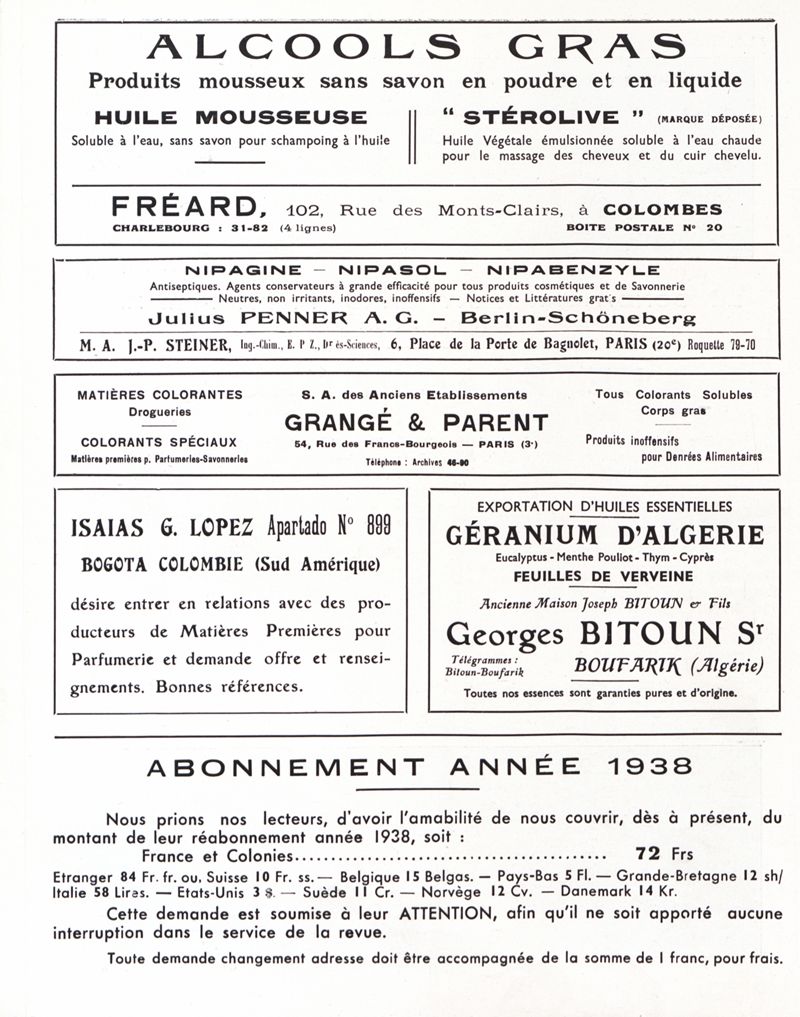 ALCOOLS GRAS
Produits mousseux sans savon en poudre et en liquide
HUILE MOUSSEUSE
Soluble à l'eau, sans savon pour schampoing à l'huile
" STÉROLIVE " (MARQUE DÉPOSÉE)
Huile Végétale émulsionnée soluble à l'eau chaude
pour le massage des cheveux et du cuir chevelu.
FRÉARD, 102, Rue des Monts-Clairs, à COLOMBES
CHARLEBOURG : 31-82 (4 lignes) BOITE POSTALE N° 20
NIPAGINE — NIPASOL — NIPABENZYLE
Antiseptiques. Agents conservateurs à grande efficacité pour tous produits cosmétiques et de Savonnerie
Neutres, non irritants, inodores, inoffensifs — Notices et Littératures grat s
Julius PENNER A. G. — Berlin-Schöneberg
M. A. J.-P. STEINER, Ing.-Chim., E. P Z., Dr ès-Sciences, 6, Place de la Porte de Bagnolet, PARIS (20e) Roquette 79-70
MATIÈRES COLORANTES
Drogueries
COLORANTS SPÉCIAUX
Matières premières p. Parfumeries-Savonneries
S. A. des Anciens Etablissements
GRANGÉ & PARENT
54, Rue des Francs-Bourgeois — PARIS (3e)
Téléphone : Archives 46-90
Tous Colorants Solubles
Corps gras
Produits inoffensifs
pour Denrées Alimentaires
ISAIAS G. LOPEZ Apartado N° 899
BOGOTA COLOMBIE (Sud Amérique)
désire entrer en relations avec des pro-
ducteurs de Matières Premières pour
Parfumerie et demande offre et rensei-
gnements. Bonnes références.
EXPORTATION D'HUILES ESSENTIELLES
GÉRANIUM D'ALGERIE
Eucalyptus - Menthe Pouliot - Thym - Cyprès
FEUILLES DE VERVEINE
Ancienne Maison Joseph BITOUN & Fils
Georges BITOUN Sr
Télégrammes :
Bitoun-Boufarik
BOUFARIK (Algérie)
Toutes nos essences sont garanties pures et d'origine.
ABONNEMENT ANNÉE 1938
Nous prions nos lecteurs, d'avoir l'amabilité de nous couvrir, dès à présent, du
montant de leur réabonnement année 1938, soit :
France et Colonies........................................ 72 Frs
Etranger 84 Fr. fr. ou. Suisse 10 Fr. ss. — Belgique 15 Belgas. — Pays-Bas 5 Fl. — Grande-Bretagne 12 sh/
Italie 58 Lires. — Etats-Unis 3 $. — Suède 11 Cr. — Norvège 12 Cv. — Danemark 14 Kr.
Cette demande est soumise à leur ATTENTION, afin qu'il ne soit apporté aucune
interruption dans le service de la revue.
Toute demande changement adresse doit être accompagnée de la somme de 1 franc, pour frais.